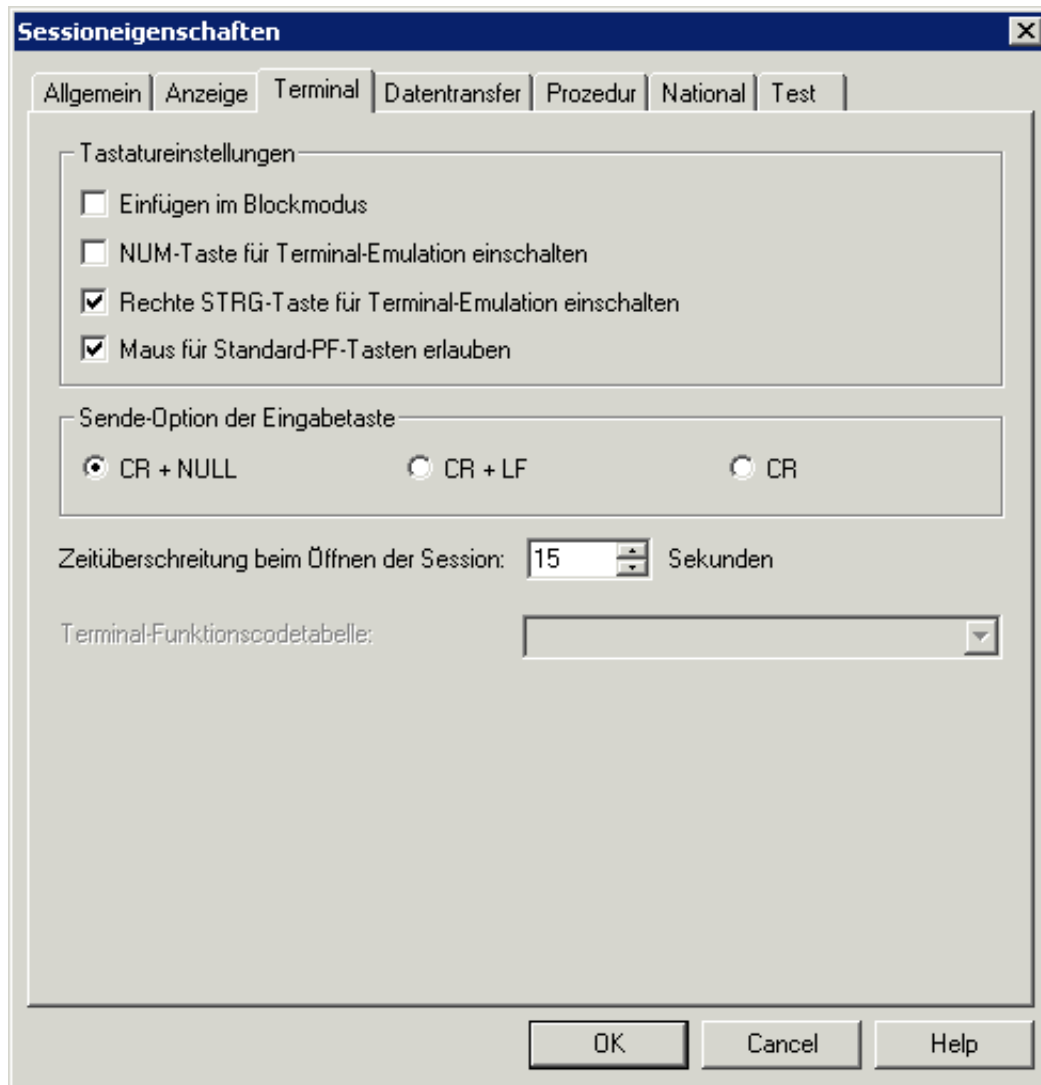 Sessioneigenschaften
Allgemein Anzeige Terminal Datentransfer Prozedur National Test
Tastatureinstellungen
Einfügen im Blockmodus
NUM-Taste für Terminal-Emulation einschalten
Rechte STRG-Taste für Terminal-Emulation einschalten
Maus für Standard-PF-Tasten erlauben
Sende-Option der Eingabetaste
CR + NULL CR + LF CR
Zeitüberschreitung beim Öffnen der Session: 15 Sekunden
Terminal-Funktionscodetabelle:
OK Cancel Help